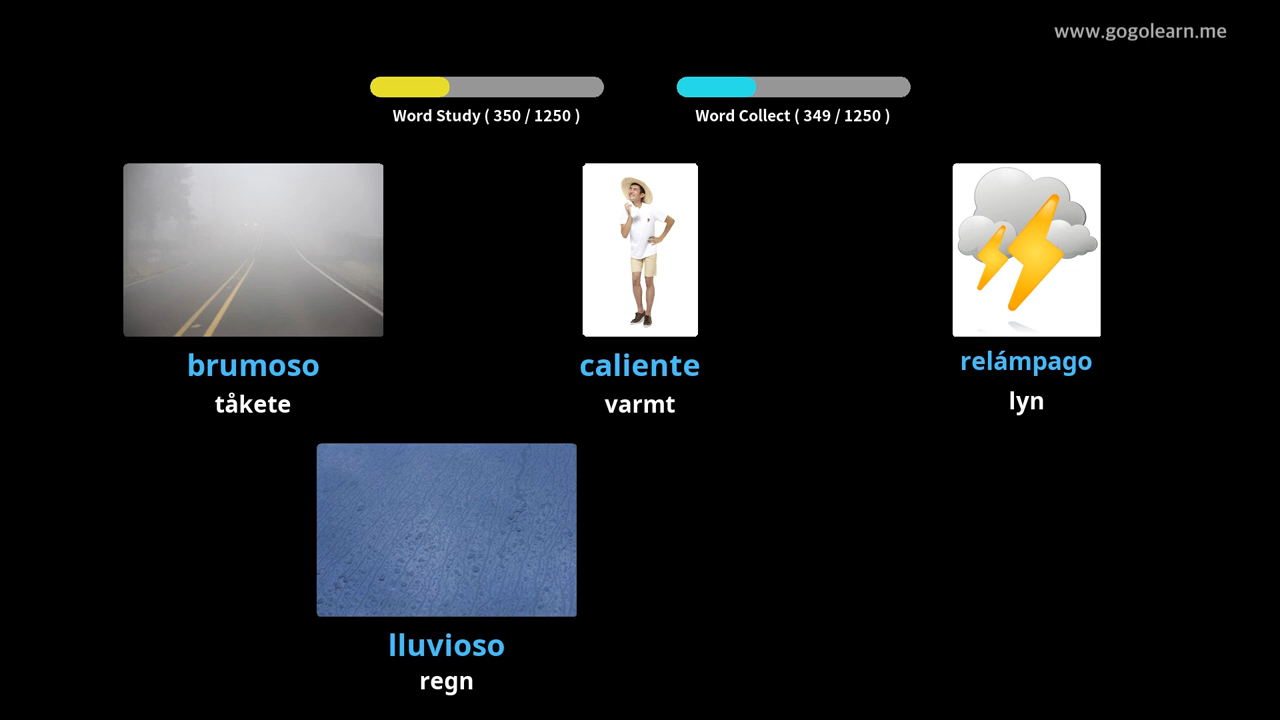 www.gogolearn.me
Word Study ( 350 / 1250 )
Word Collect ( 349 / 1250 )
brumoso
tåkete
caliente
varmt
relámpago
lyn
lluvioso
regn